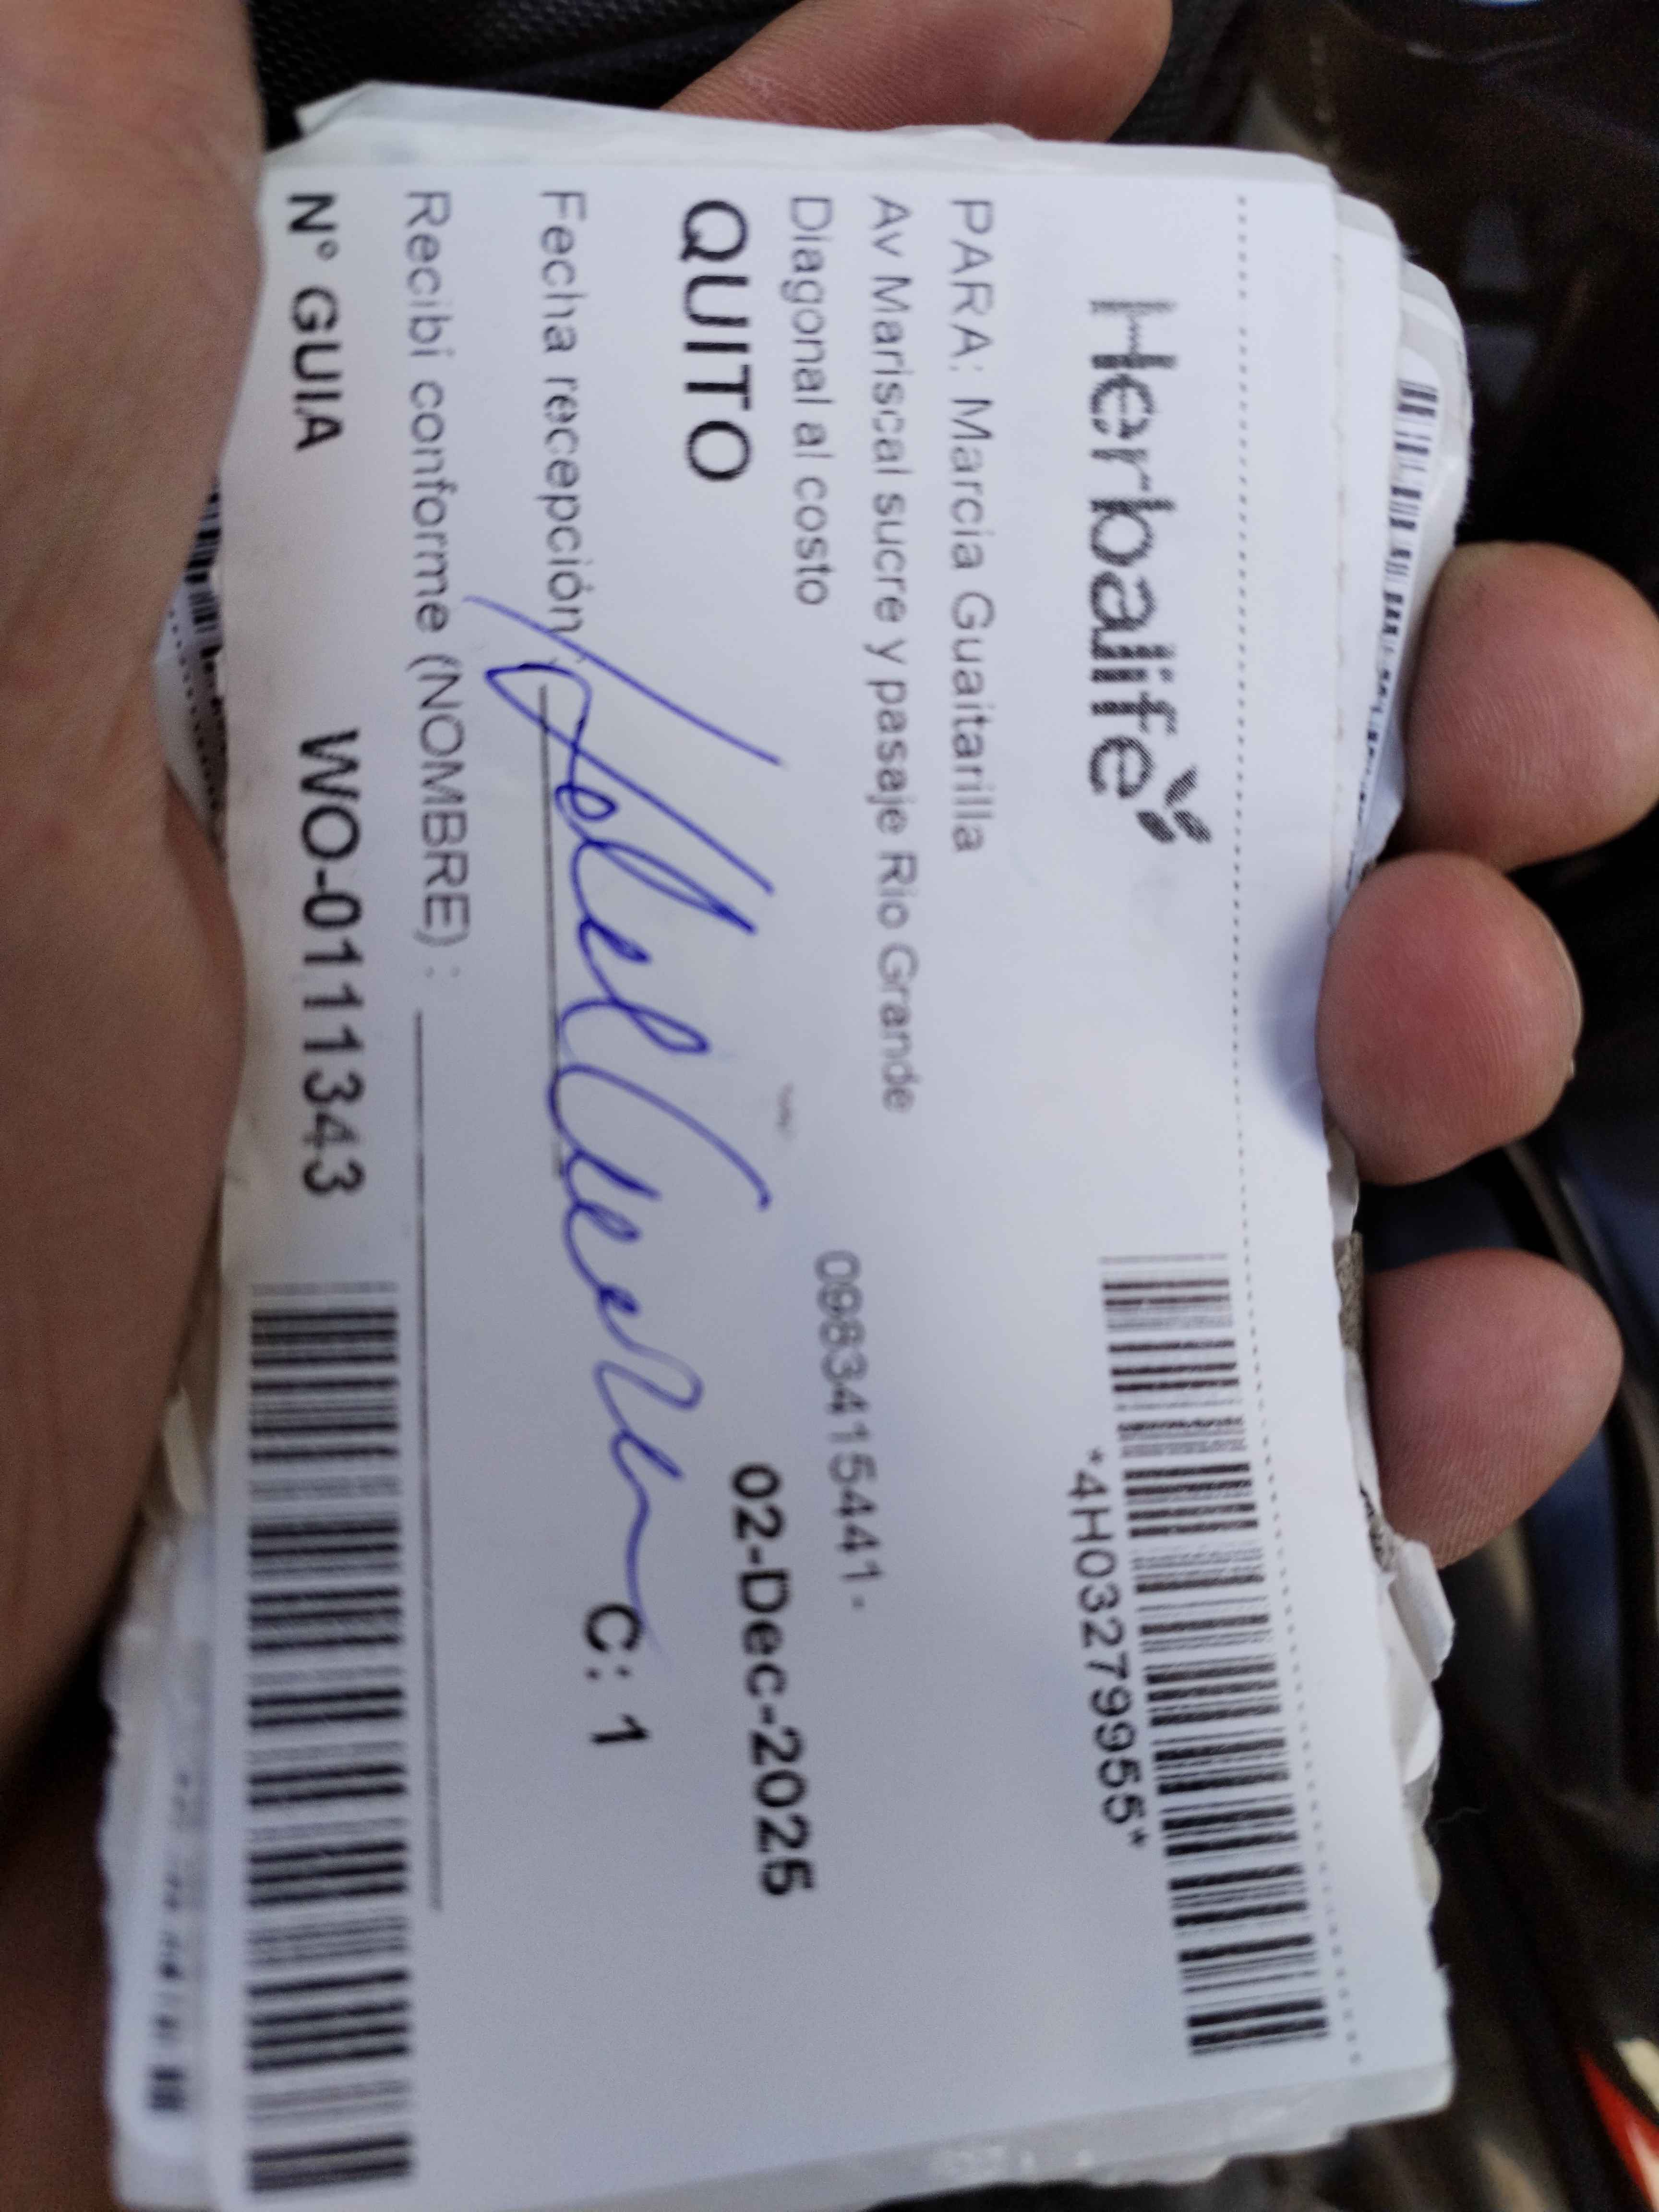 Herbalife
*4H03279955*
PARA: Marcia Guaitarilla
Av Mariscal sucre y pasaje Rio Grande
Diagonal al costo
0983415441-
QUITO
02-Dec-2025
Fecha recepción:
C: 1
Recibí conforme (NOMBRE) :
N° GUIA WO-0111343